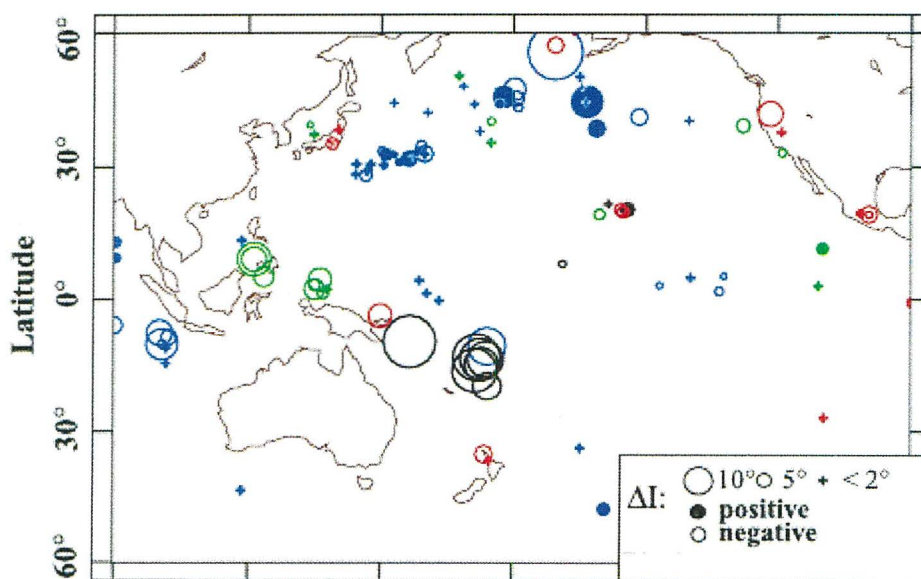 60°
30°
0°
30°
60°
Latitude
ΔI: 10° 5° < 2°
positive
negative